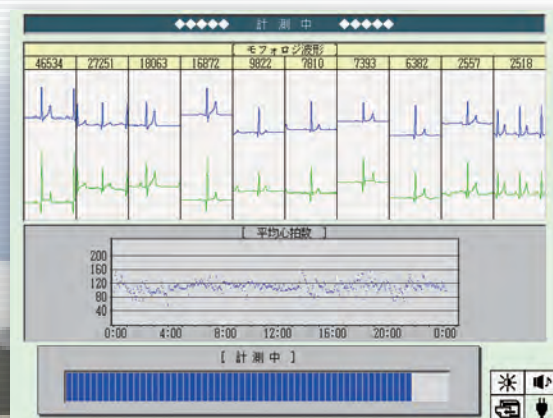 ◆◆◆◆◆ 計 測 中 ◆◆◆◆◆
[ モフォロジ波形 ]
46534 27251 18063 16872 9822 7810 7393 6382 2557 2518
[ 平均心拍数 ]
200
160
120
80
40
0:00 4:00 8:00 12:00 16:00 20:00 0:00
[ 計 測 中 ]